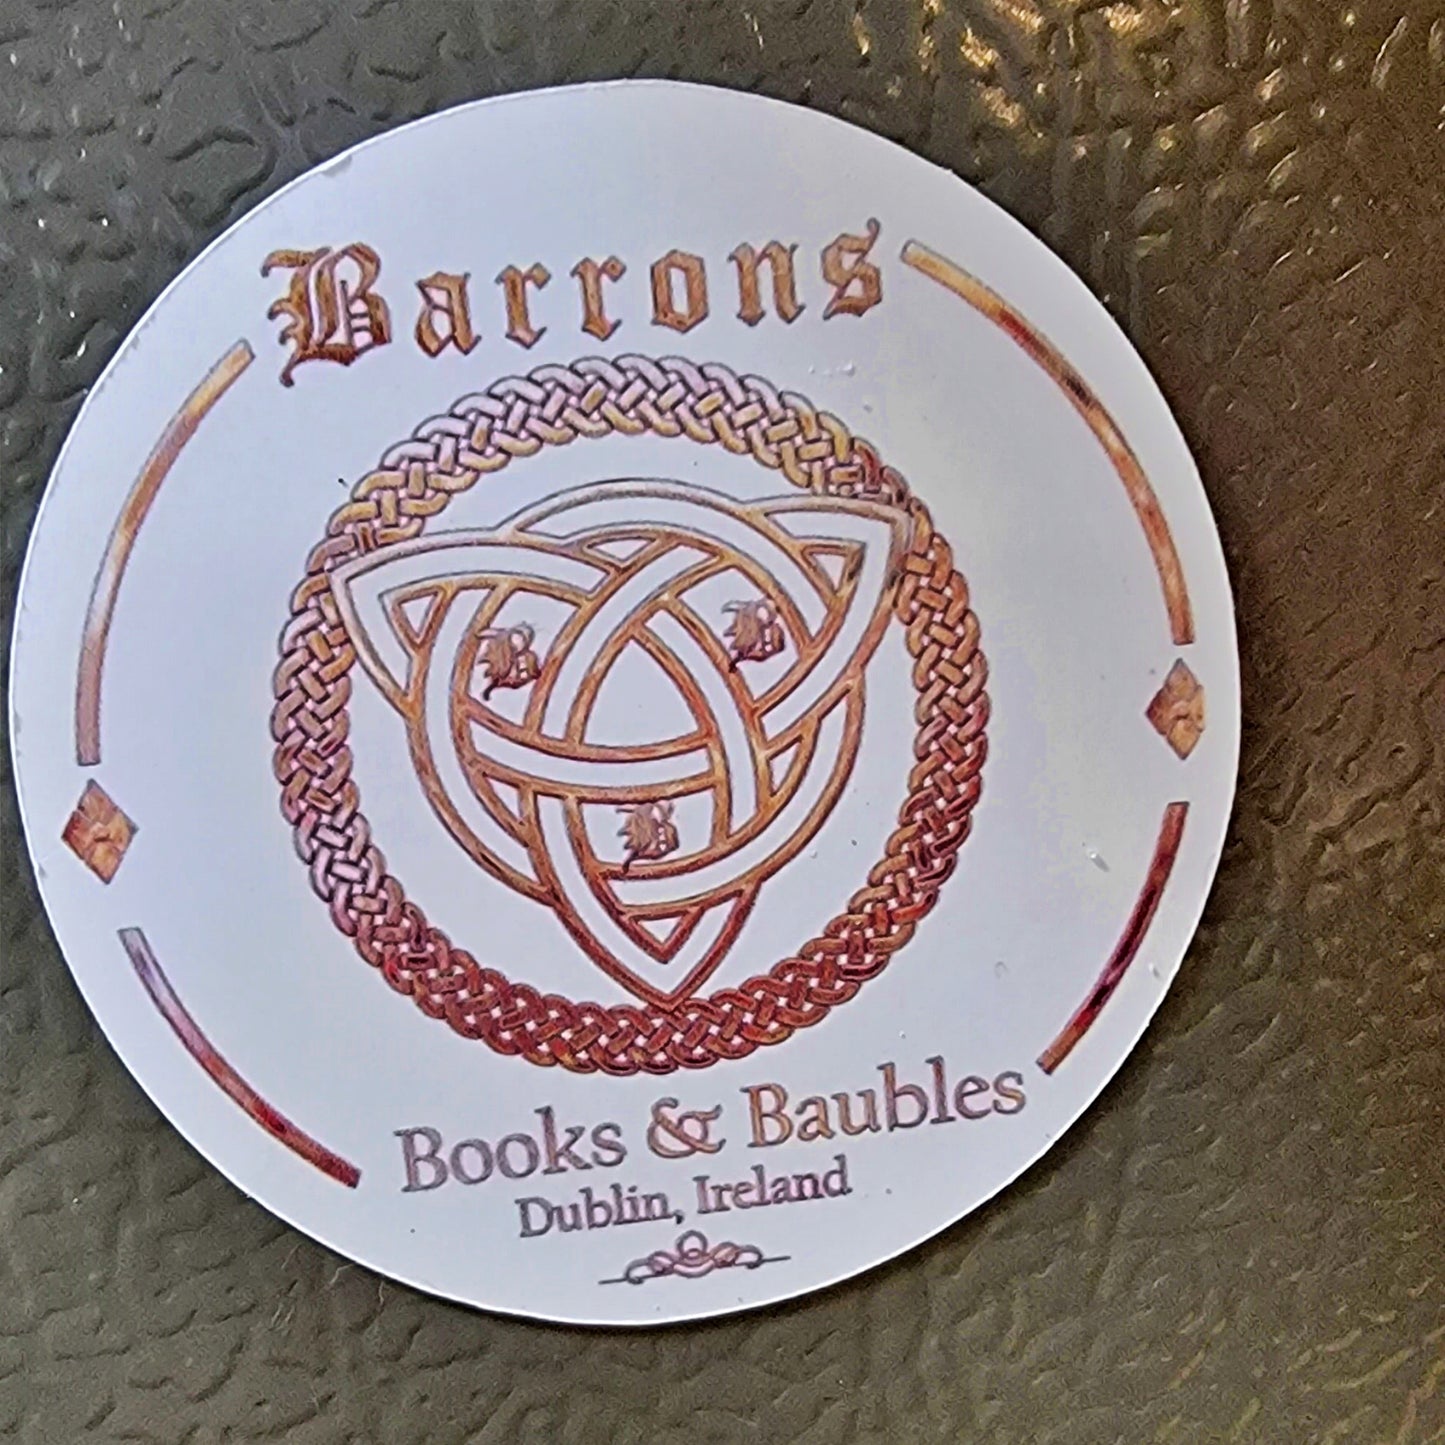 Barrons
Books & Baubles
Dublin, Ireland